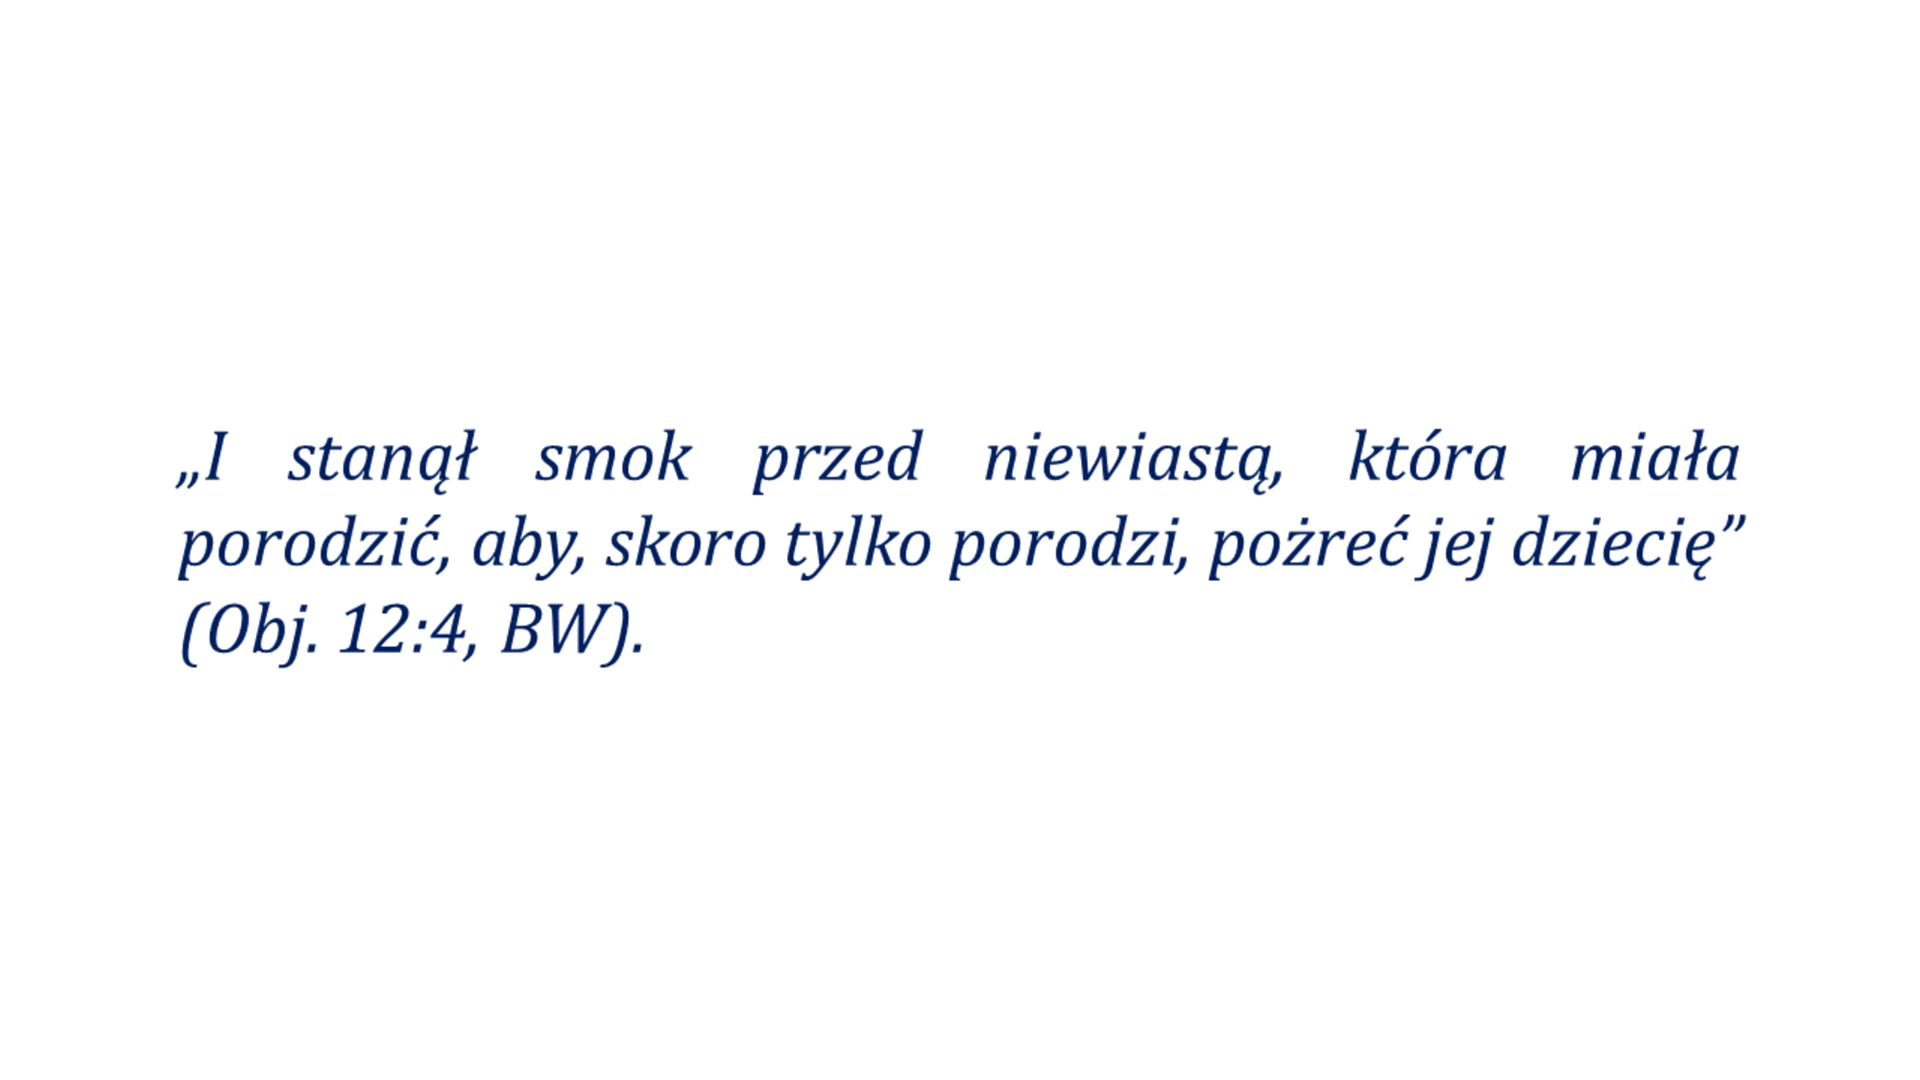 „I stanął smok przed niewiastą, która miała
porodzić, aby, skoro tylko porodzi, pożreć jej dziecię”
(Obj. 12:4, BW).